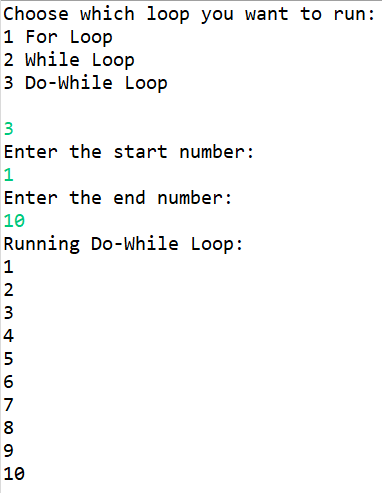 Choose which loop you want to run:
1 For Loop
2 While Loop
3 Do-While Loop
3
Enter the start number:
1
Enter the end number:
10
Running Do-While Loop:
1
2
3
4
5
6
7
8
9
10